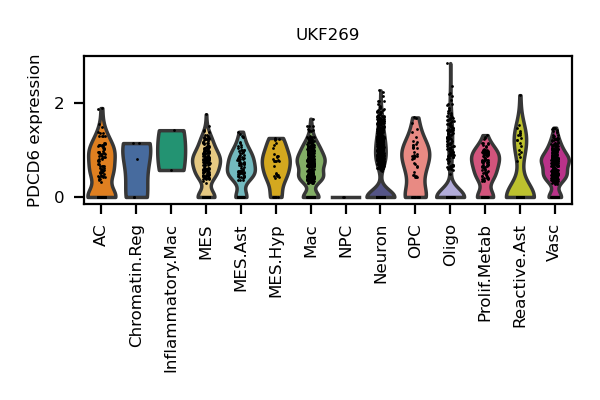 UKF269
PDCD6 expression
2
0
AC
Chromatin.Reg
Inflammatory.Mac
MES
MES.Ast
MES.Hyp
Mac
NPC
Neuron
OPC
Oligo
Prolif.Metab
Reactive.Ast
Vasc